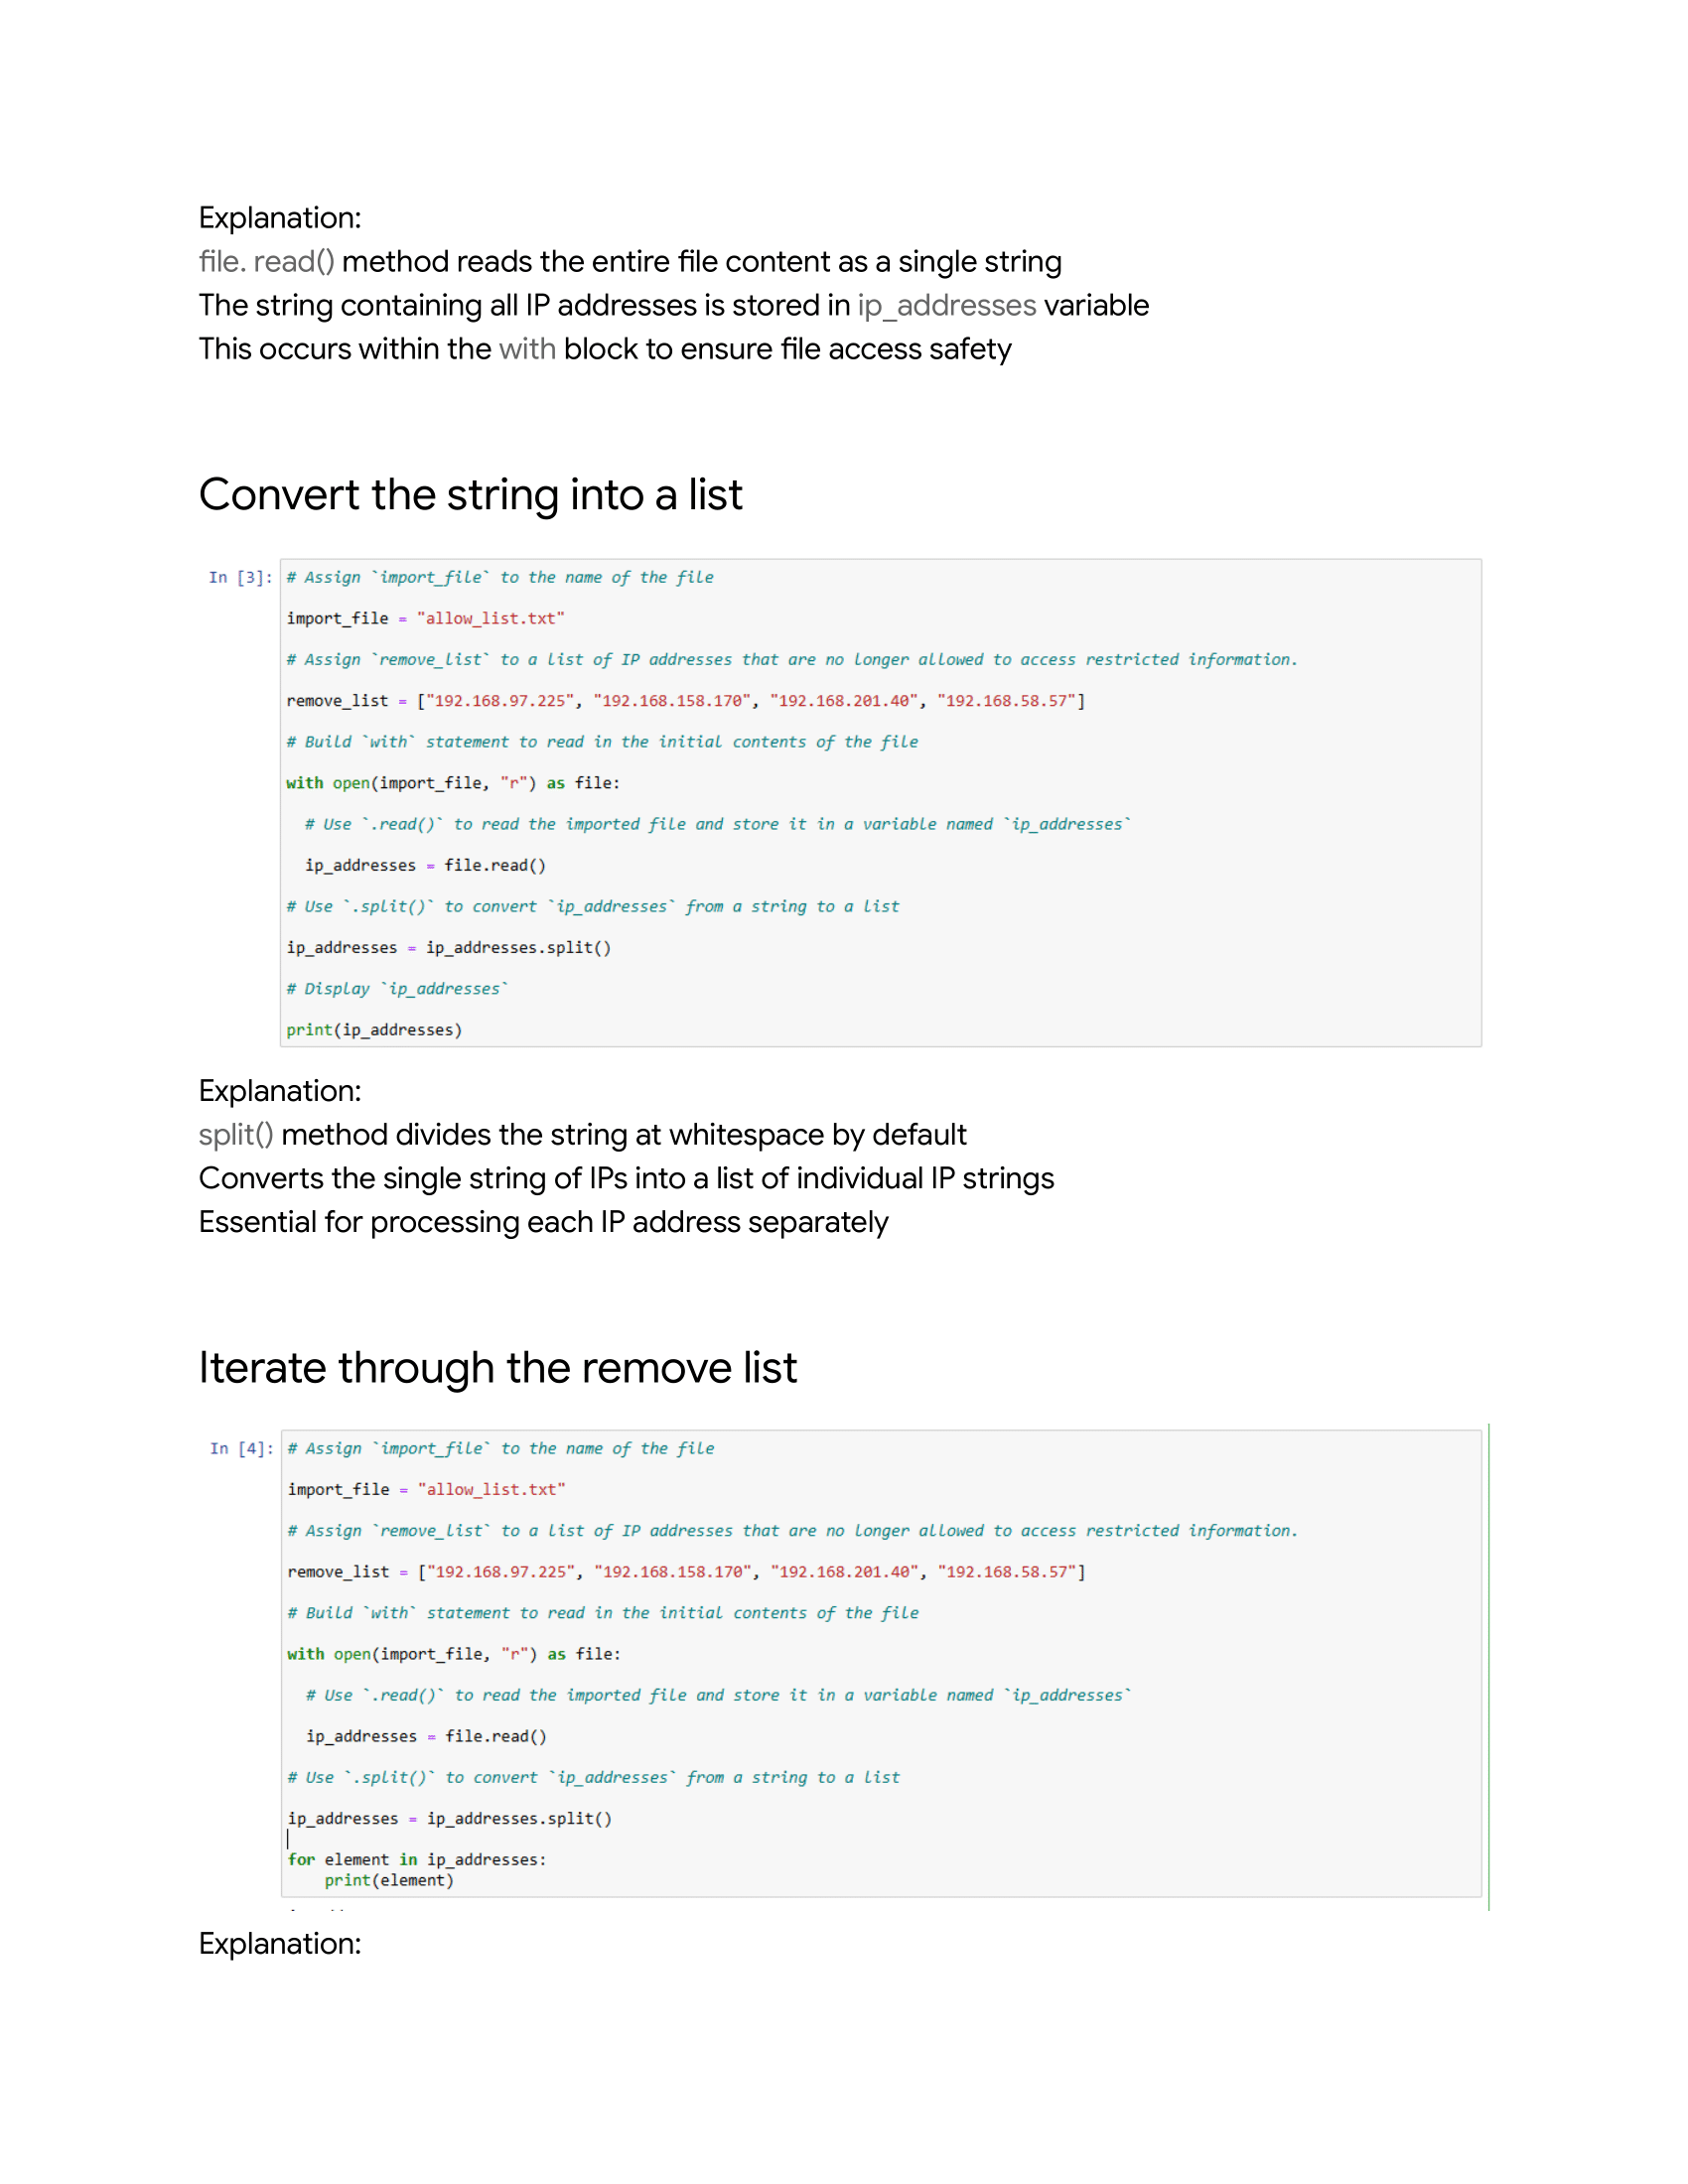 Explanation:
file. read() method reads the entire file content as a single string
The string containing all IP addresses is stored in ip_addresses variable
This occurs within the with block to ensure file access safety
Convert the string into a list
In [3]: # Assign `import_file` to the name of the file
import_file = "allow_list.txt"
# Assign `remove_list` to a list of IP addresses that are no longer allowed to access restricted information.
remove_list = ["192.168.97.225", "192.168.158.170", "192.168.201.40", "192.168.58.57"]
# Build `with` statement to read in the initial contents of the file
with open(import_file, "r") as file:
# Use `.read()` to read the imported file and store it in a variable named `ip_addresses`
ip_addresses = file.read()
# Use `.split()` to convert `ip_addresses` from a string to a list
ip_addresses = ip_addresses.split()
# Display `ip_addresses`
print(ip_addresses)
Explanation:
split() method divides the string at whitespace by default
Converts the single string of IPs into a list of individual IP strings
Essential for processing each IP address separately
Iterate through the remove list
In [4]: # Assign `import_file` to the name of the file
import_file = "allow_list.txt"
# Assign `remove_list` to a list of IP addresses that are no longer allowed to access restricted information.
remove_list = ["192.168.97.225", "192.168.158.170", "192.168.201.40", "192.168.58.57"]
# Build `with` statement to read in the initial contents of the file
with open(import_file, "r") as file:
# Use `.read()` to read the imported file and store it in a variable named `ip_addresses`
ip_addresses = file.read()
# Use `.split()` to convert `ip_addresses` from a string to a list
ip_addresses = ip_addresses.split()
for element in ip_addresses:
print(element)
Explanation: